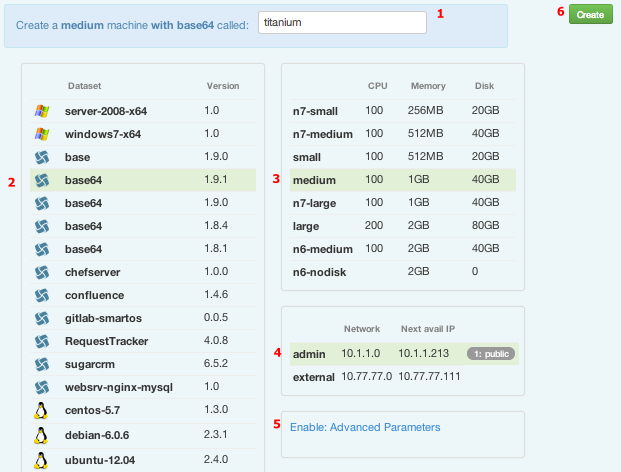 Create a medium machine with base64 called: titanium 1 6 Create
Dataset Version
server-2008-x64 1.0
windows7-x64 1.0
base 1.9.0
2 base64 1.9.1
base64 1.9.0
base64 1.8.4
base64 1.8.1
chefserver 1.0.0
confluence 1.4.6
gitlab-smartos 0.0.5
RequestTracker 4.0.8
sugarcrm 6.5.2
websrv-nginx-mysql 1.0
centos-5.7 1.3.0
debian-6.0.6 2.3.1
ubuntu-12.04 2.4.0
CPU Memory Disk
n7-small 100 256MB 20GB
n7-medium 100 512MB 40GB
small 100 512MB 20GB
3 medium 100 1GB 40GB
n7-large 100 1GB 40GB
large 200 2GB 80GB
n6-medium 100 2GB 40GB
n6-nodisk 2GB 0
Network Next avail IP
4 admin 10.1.1.0 10.1.1.213 1: public
external 10.77.77.0 10.77.77.111
5 Enable: Advanced Parameters